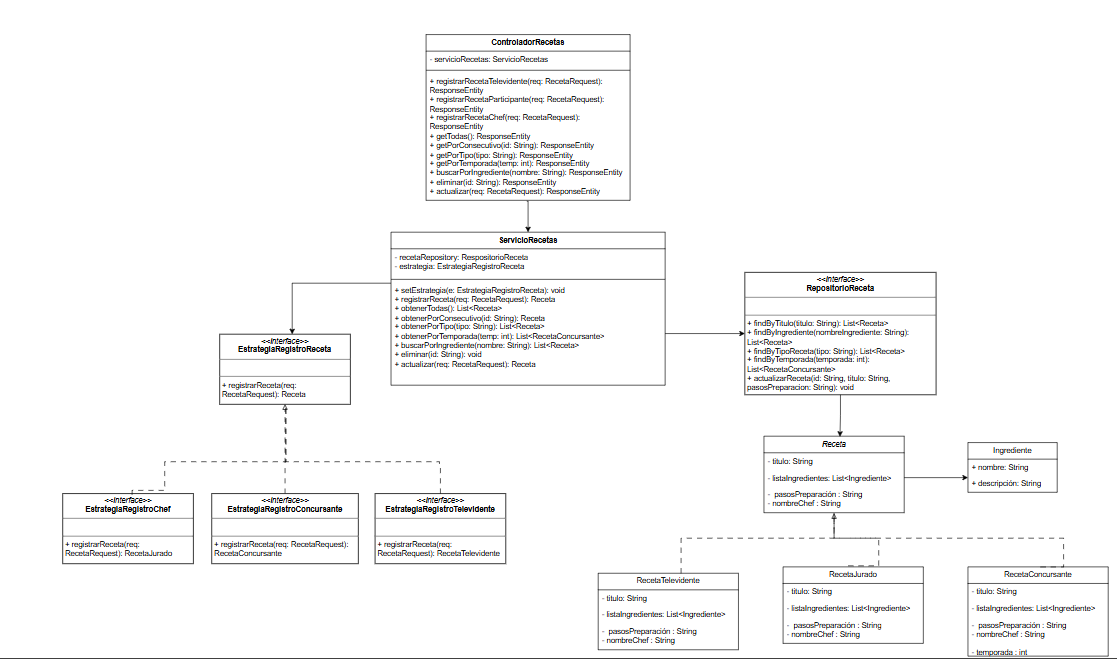 ControladorRecetas
- servicioRecetas: ServicioRecetas
+ registrarRecetaTelevidente(req: RecetaRequest):
ResponseEntity
+ registrarRecetaParticipante(req: RecetaRequest):
ResponseEntity
+ registrarRecetaChef(req: RecetaRequest):
ResponseEntity
+ getTodas(): ResponseEntity
+ getPorConsecutivo(id: String): ResponseEntity
+ getPorTipo(tipo: String): ResponseEntity
+ getPorTemporada(temp: int): ResponseEntity
+ buscarPorIngrediente(nombre: String): ResponseEntity
+ eliminar(id: String): ResponseEntity
+ actualizar(req: RecetaRequest): ResponseEntity
ServicioRecetas
- recetaRepository: RespositorioReceta
- estrategia: EstrategiaRegistroReceta
+ setEstrategia(e: EstrategiaRegistroReceta): void
+ registrarReceta(req: RecetaRequest): Receta
+ obtenerTodas(): List<Receta>
+ obtenerPorConsecutivo(id: String): Receta
+ obtenerPorTipo(tipo: String): List<Receta>
+ obtenerPorTemporada(temp: int): List<RecetaConcursante>
+ buscarPorIngrediente(nombre: String): List<Receta>
+ eliminar(id: String): void
+ actualizar(req: RecetaRequest): Receta
<<Interface>>
RepositorioReceta
+ findByTitulo(titulo: String): List<Receta>
+ findByIngrediente(nombreIngrediente: String):
List<Receta>
+ findByTipoReceta(tipo: String): List<Receta>
+ findByTemporada(temporada: int):
List<RecetaConcursante>
+ actualizarReceta(id: String, titulo: String,
pasosPreparacion: String): void
<<Interface>>
EstrategiaRegistroReceta
+ registrarReceta(req:
RecetaRequest): Receta
Receta
- titulo: String
- listaIngredientes: List<Ingrediente>
- pasosPreparación : String
- nombreChef : String
Ingrediente
+ nombre: String
+ descripción: String
<<Interface>>
EstrategiaRegistroChef
+ registrarReceta(req:
RecetaRequest): RecetaJurado
<<Interface>>
EstrategiaRegistroConcursante
+ registrarReceta(req: RecetaRequest):
RecetaConcursante
<<Interface>>
EstrategiaRegistroTelevidente
+ registrarReceta(req:
RecetaRequest): RecetaTelevidente
RecetaTelevidente
- titulo: String
- listaIngredientes: List<Ingrediente>
- pasosPreparación : String
- nombreChef : String
RecetaJurado
- titulo: String
- listaIngredientes: List<Ingrediente>
- pasosPreparación : String
- nombreChef : String
RecetaConcursante
- titulo: String
- listaIngredientes: List<Ingrediente>
- pasosPreparación : String
- nombreChef : String
- temporada : int